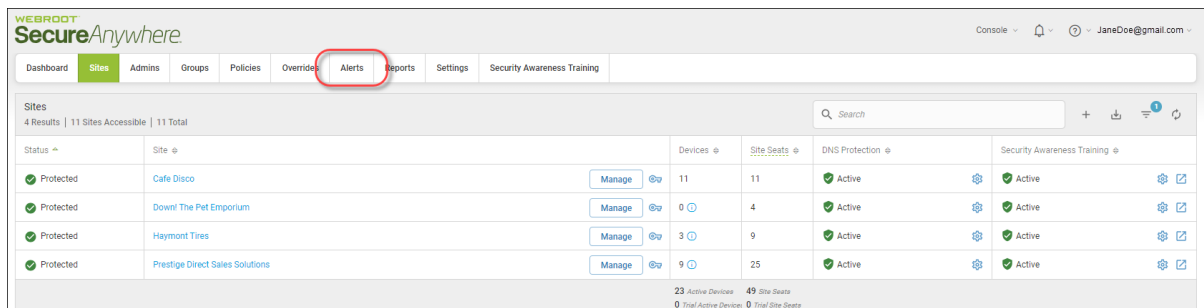 WEBROOT
SecureAnywhere.
Console JaneDoe@gmail.com
Dashboard Sites Admins Groups Policies Overrides Alerts Reports Settings Security Awareness Training
Sites
4 Results | 11 Sites Accessible | 11 Total
Search
1
Status Site Devices Site Seats DNS Protection Security Awareness Training
Protected Cafe Disco Manage 11 11 Active Active
Protected Down! The Pet Emporium Manage 0 4 Active Active
Protected Haymont Tires Manage 3 9 Active Active
Protected Prestige Direct Sales Solutions Manage 9 25 Active Active
23 Active Devices 49 Site Seats
0 Trial Active Devices 0 Trial Site Seats